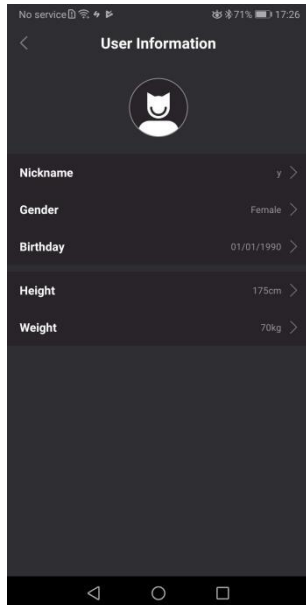 No service 71% 17:26
User Information
Nickname y
Gender Female
Birthday 01/01/1990
Height 175cm
Weight 70kg